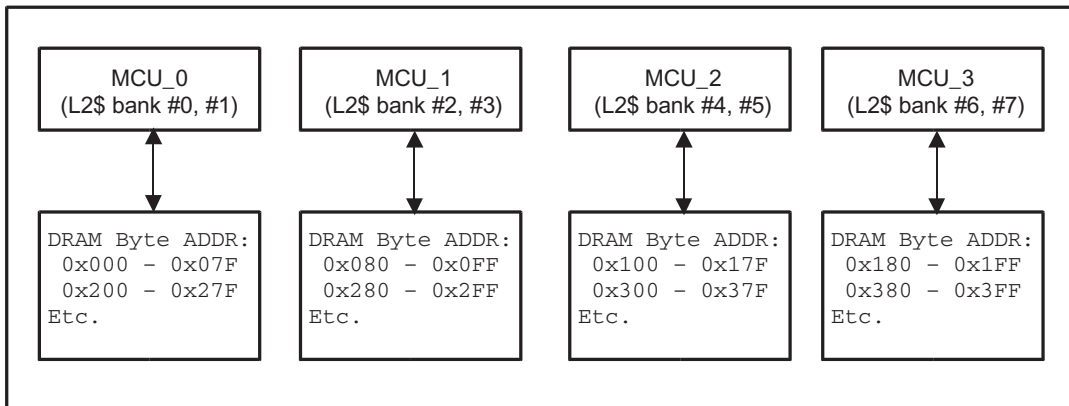 MCU_0
(L2$ bank #0, #1)
MCU_1
(L2$ bank #2, #3)
MCU_2
(L2$ bank #4, #5)
MCU_3
(L2$ bank #6, #7)
DRAM Byte ADDR:
0x000 – 0x07F
0x200 – 0x27F
Etc.
DRAM Byte ADDR:
0x080 – 0x0FF
0x280 – 0x2FF
Etc.
DRAM Byte ADDR:
0x100 – 0x17F
0x300 – 0x37F
Etc.
DRAM Byte ADDR:
0x180 – 0x1FF
0x380 – 0x3FF
Etc.